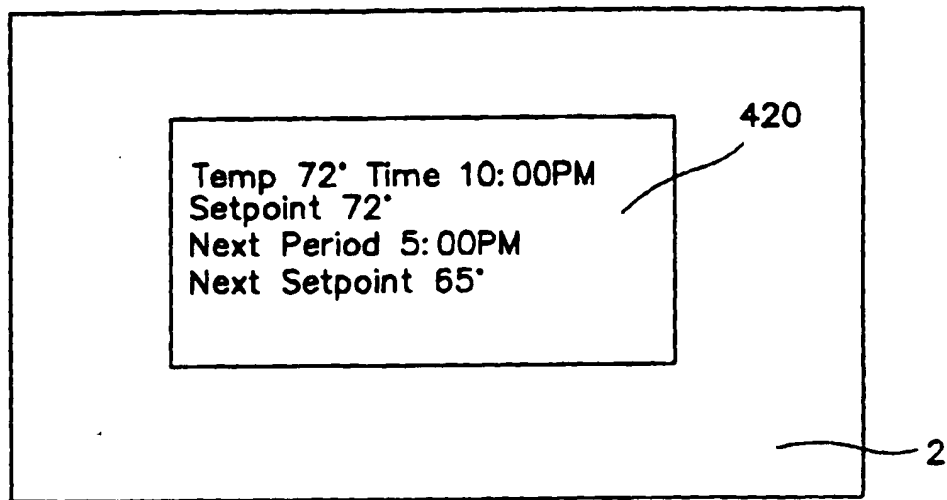 420
Temp 72° Time 10:00PM
Setpoint 72°
Next Period 5:00PM
Next Setpoint 65°
2